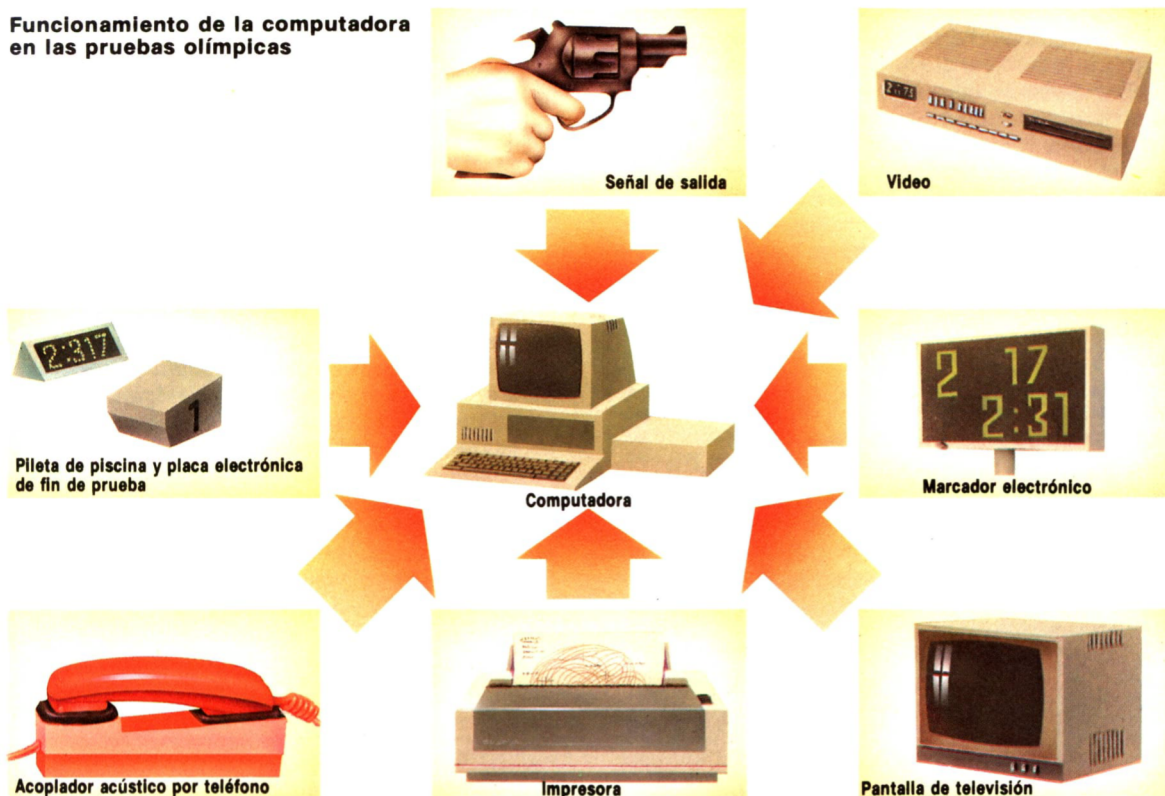 Funcionamiento de la computadora
en las pruebas olímpicas
Señal de salida
2:73
Video
2:317
1
Pileta de piscina y placa electrónica
de fin de prueba
Computadora
2 17
2:31
Marcador electrónico
Acoplador acústico por teléfono
Impresora
Pantalla de televisión